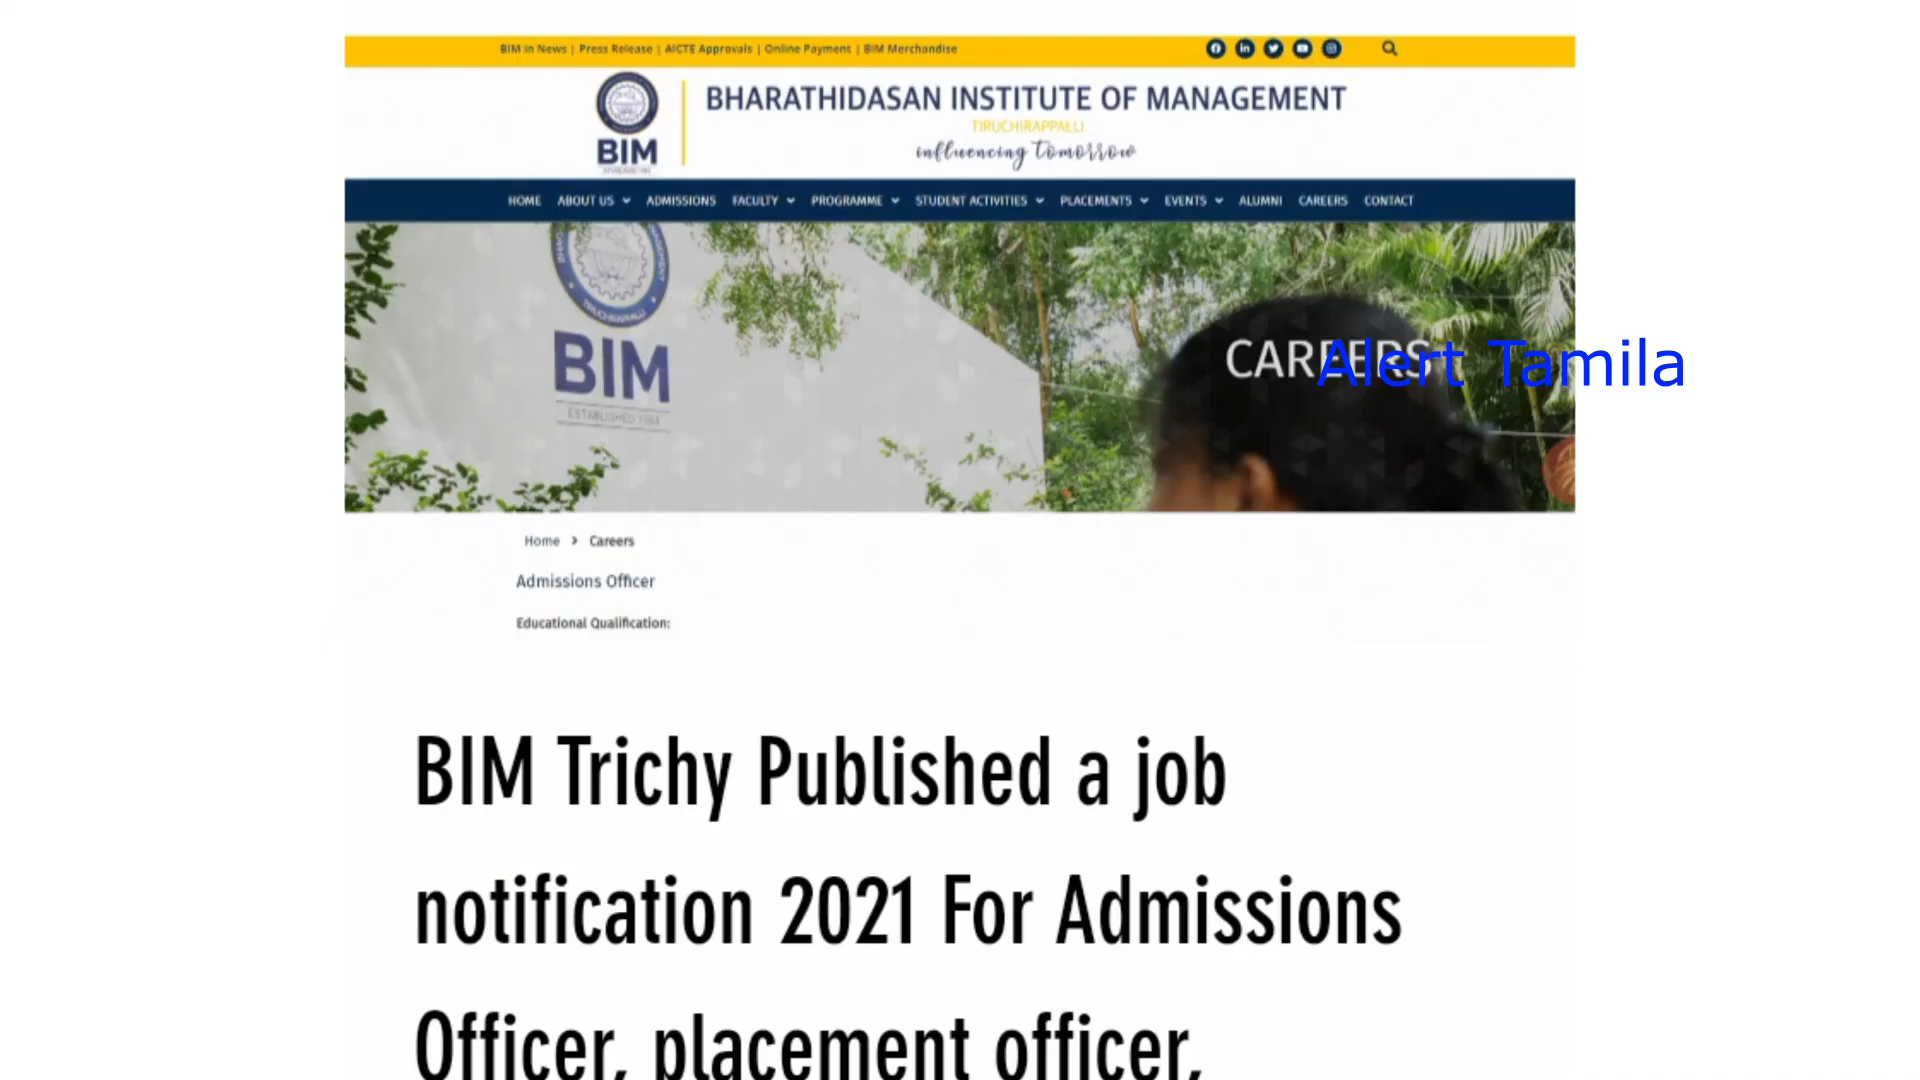 BIM in News | Press Release | AICTE Approvals | Online Payment | BIM Merchandise
BIM
BHARATHIDASAN INSTITUTE OF MANAGEMENT
TIRUCHIRAPPALLI
influencing Tomorrow
HOME ABOUT US ADMISSIONS FACULTY PROGRAMME STUDENT ACTIVITIES PLACEMENTS EVENTS ALUMNI CAREERS CONTACT
TIRUCHIRAPPALLI
BIM
ESTABLISHED 1984
CAREERS
Alert Tamila
Home > Careers
Admissions Officer
Educational Qualification:
BIM Trichy Published a job
notification 2021 For Admissions
Officer, placement officer,